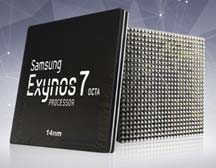 Samsung
Exynos 7 OCTA
PROCESSOR
14nm